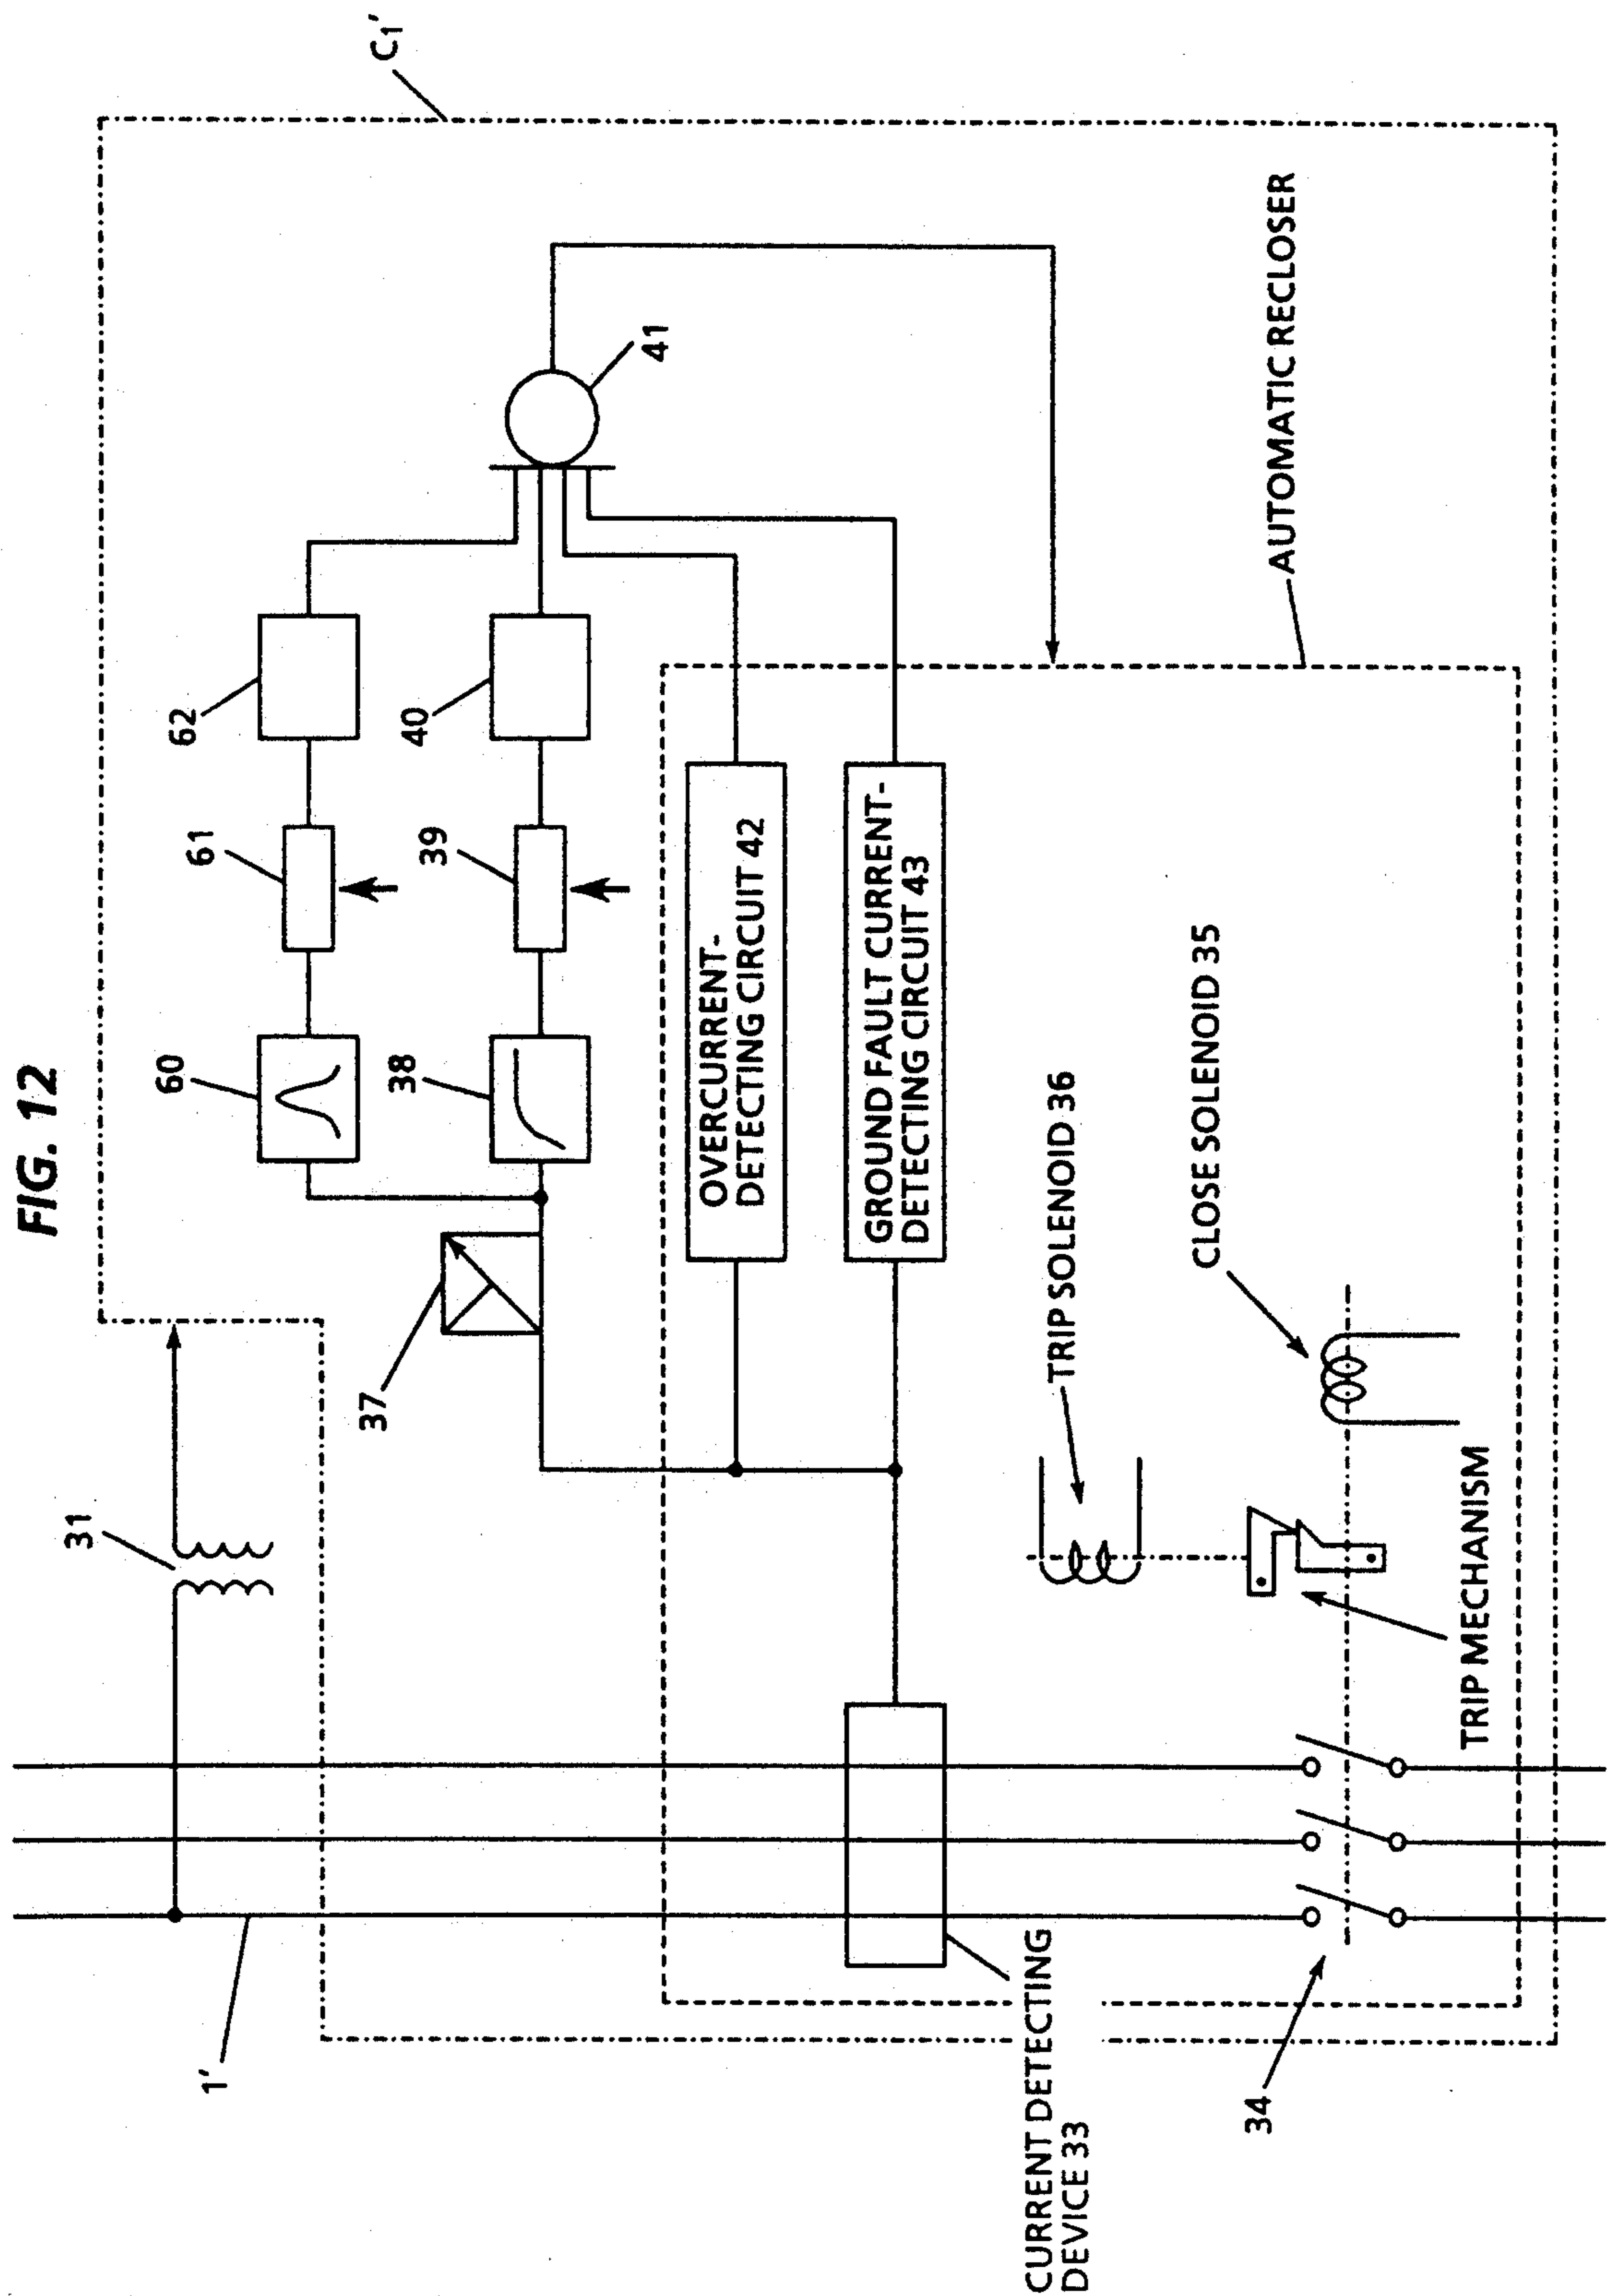 FIG. 12
C₁′
31
1′
37
60
61
62
38
39
40
41
OVERCURRENT-
DETECTING CIRCUIT 42
GROUND FAULT CURRENT-
DETECTING CIRCUIT 43
AUTOMATIC RECLOSER
TRIP SOLENOID 36
CLOSE SOLENOID 35
TRIP MECHANISM
CURRENT DETECTING
DEVICE 33
34